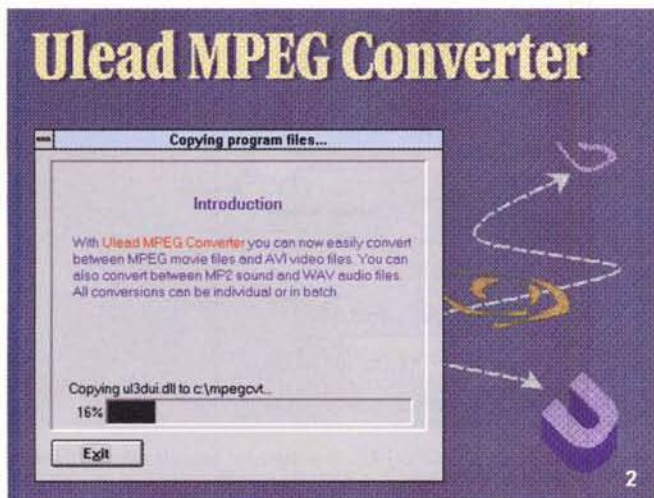 Ulead MPEG Converter
Copying program files...
Introduction
With Ulead MPEG Converter you can now easily convert
between MPEG movie files and AVI video files. You can
also convert between MP2 sound and WAV audio files.
All conversions can be individual or in batch.
Copying ul3dui.dll to c:\mpegcvt...
16%
Exit
2